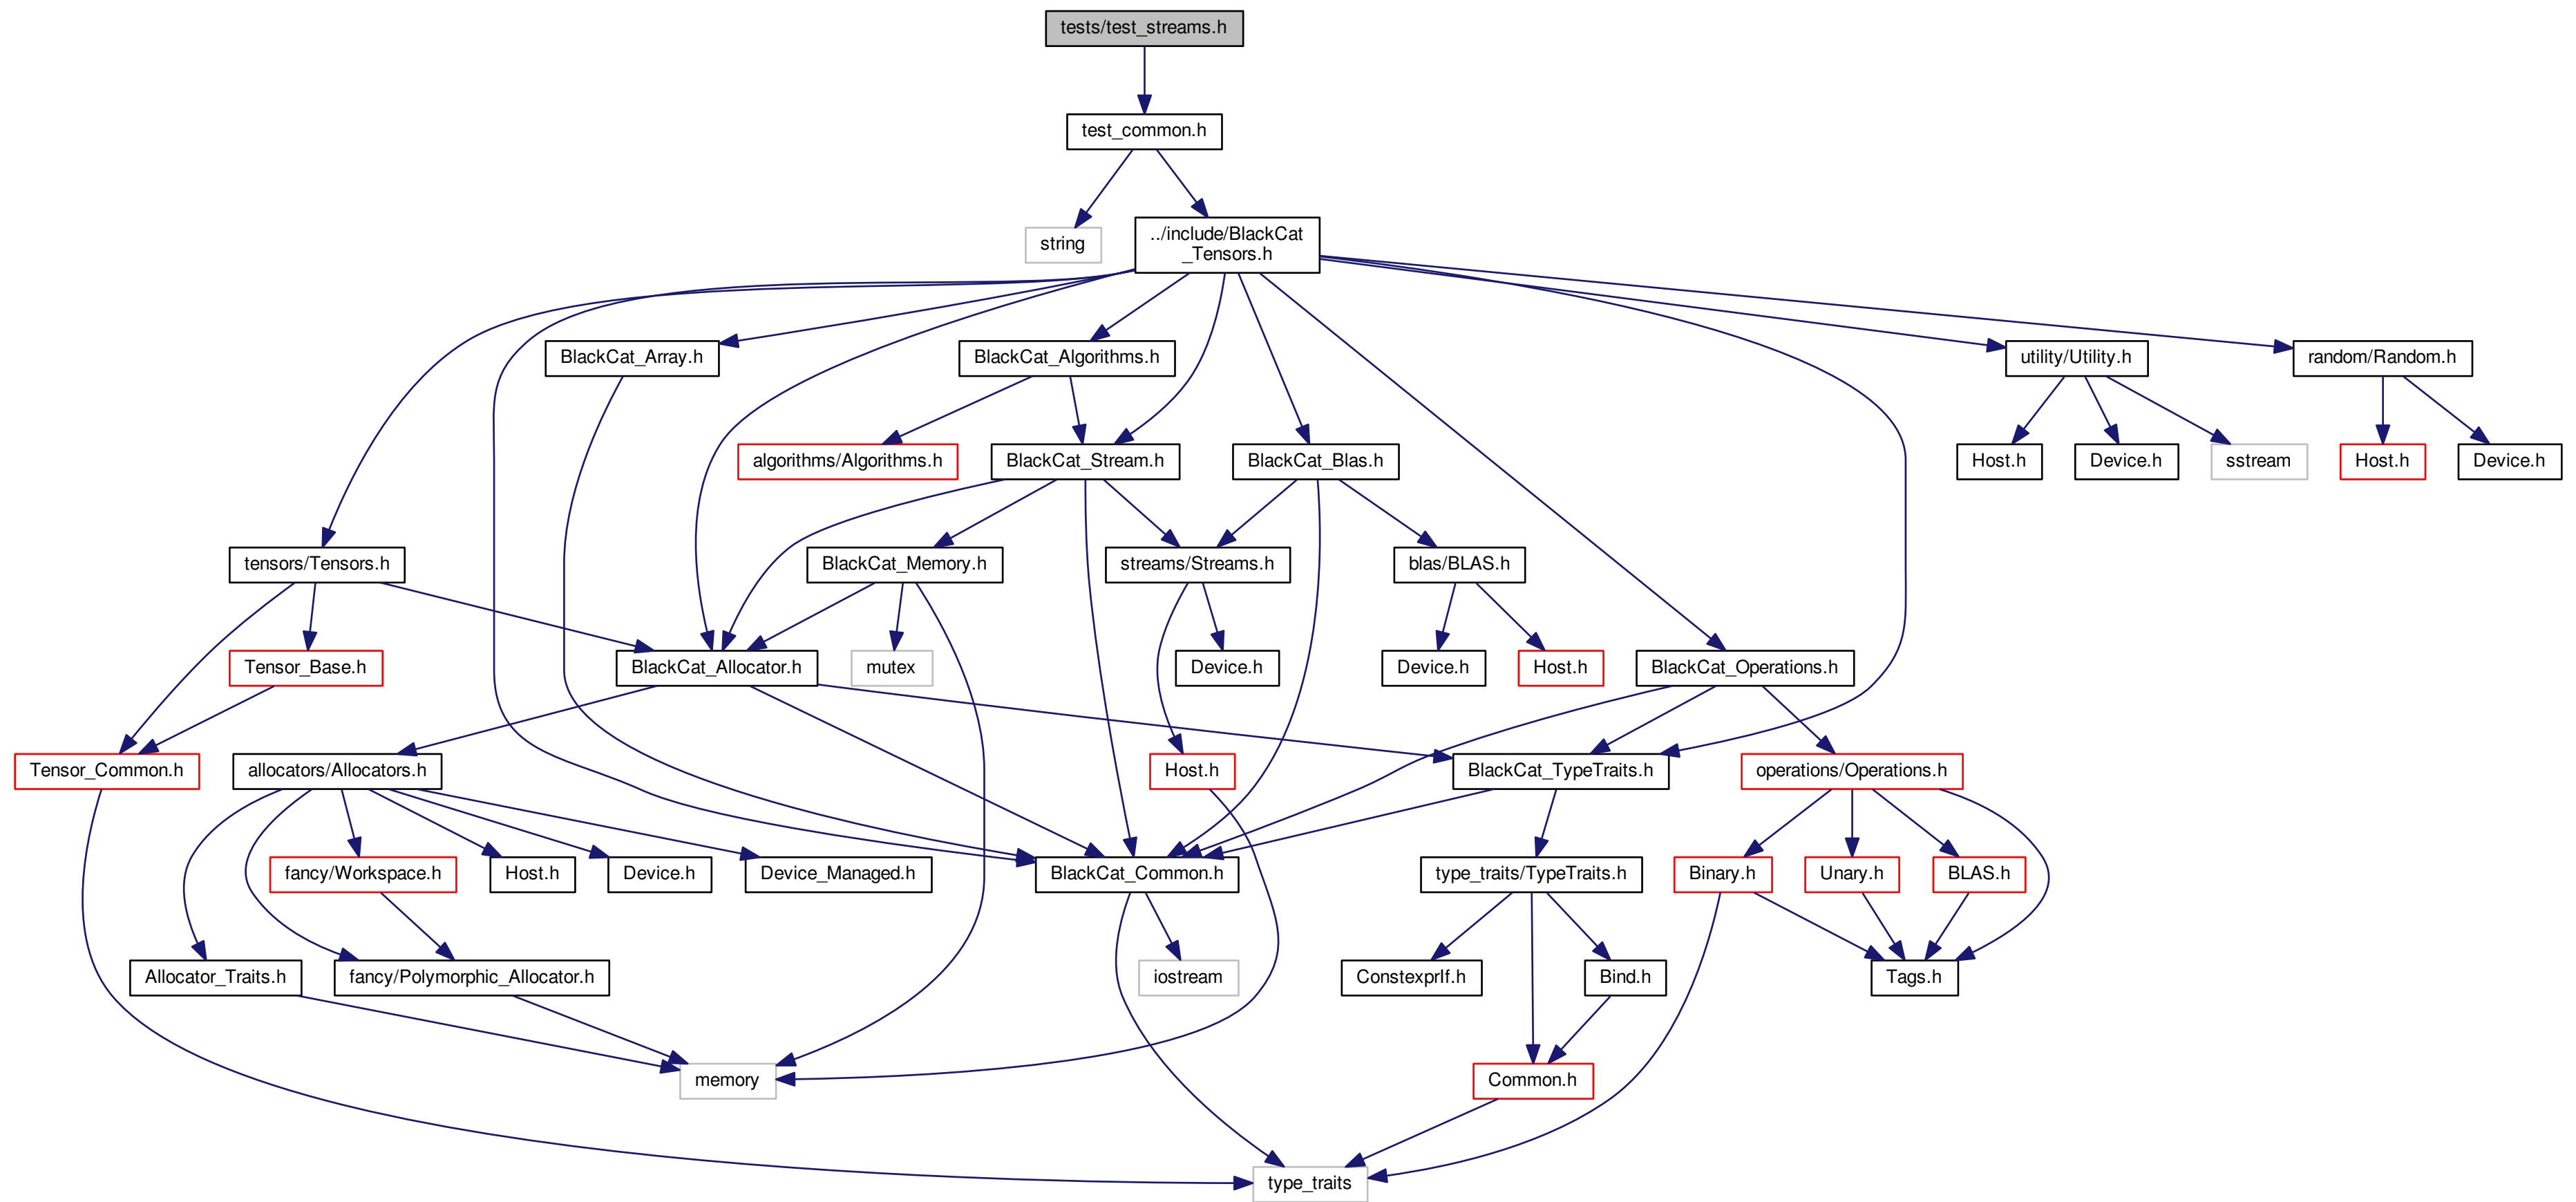 tests/test_streams.h
test_common.h
string
../include/BlackCat
_Tensors.h
BlackCat_Array.h
BlackCat_Algorithms.h
utility/Utility.h
random/Random.h
algorithms/Algorithms.h
BlackCat_Stream.h
BlackCat_Blas.h
Host.h
Device.h
sstream
Host.h
Device.h
tensors/Tensors.h
BlackCat_Memory.h
streams/Streams.h
blas/BLAS.h
Tensor_Base.h
BlackCat_Allocator.h
mutex
Device.h
Device.h
Host.h
BlackCat_Operations.h
Tensor_Common.h
allocators/Allocators.h
Host.h
BlackCat_TypeTraits.h
operations/Operations.h
fancy/Workspace.h
Host.h
Device.h
Device_Managed.h
BlackCat_Common.h
type_traits/TypeTraits.h
Binary.h
Unary.h
BLAS.h
Allocator_Traits.h
fancy/Polymorphic_Allocator.h
iostream
ConstexprIf.h
Bind.h
Tags.h
memory
Common.h
type_traits